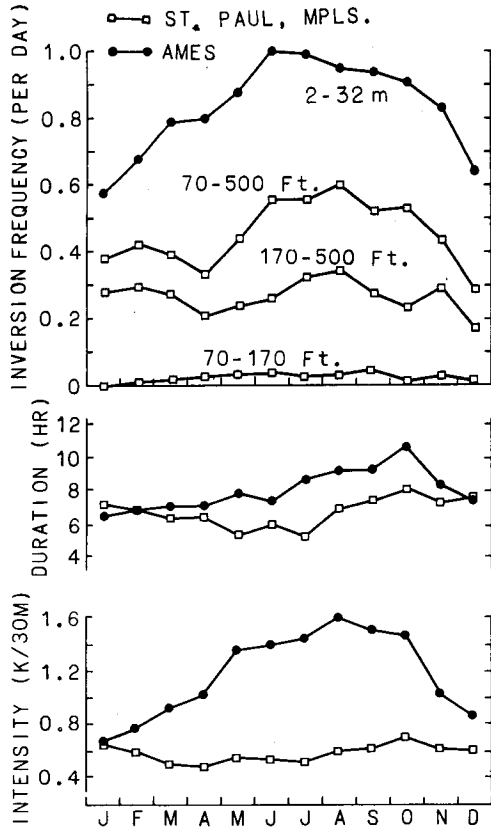 ST. PAUL, MPLS.
AMES
INVERSION FREQUENCY (PER DAY)
1.0
0.8
0.6
0.4
0.2
0
2-32 m
70-500 Ft.
170-500 Ft.
70-170 Ft.
DURATION (HR)
12
10
8
6
4
INTENSITY (K/30M)
1.6
1.2
0.8
0.4
J F M A M J J A S O N D